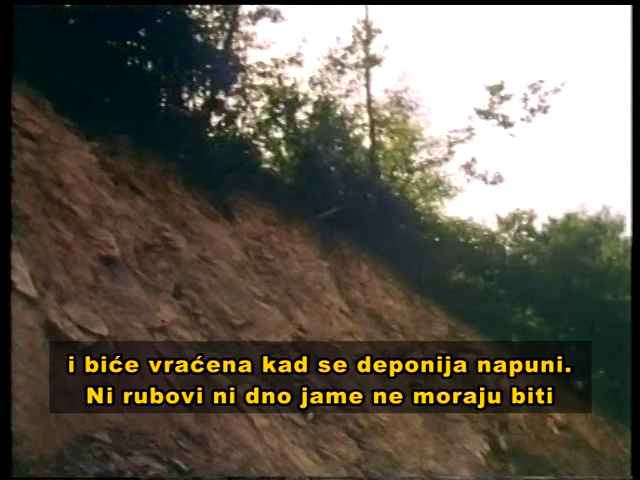 i biće vraćena kad se deponija napuni.
Ni rubovi ni dno jame ne moraju biti